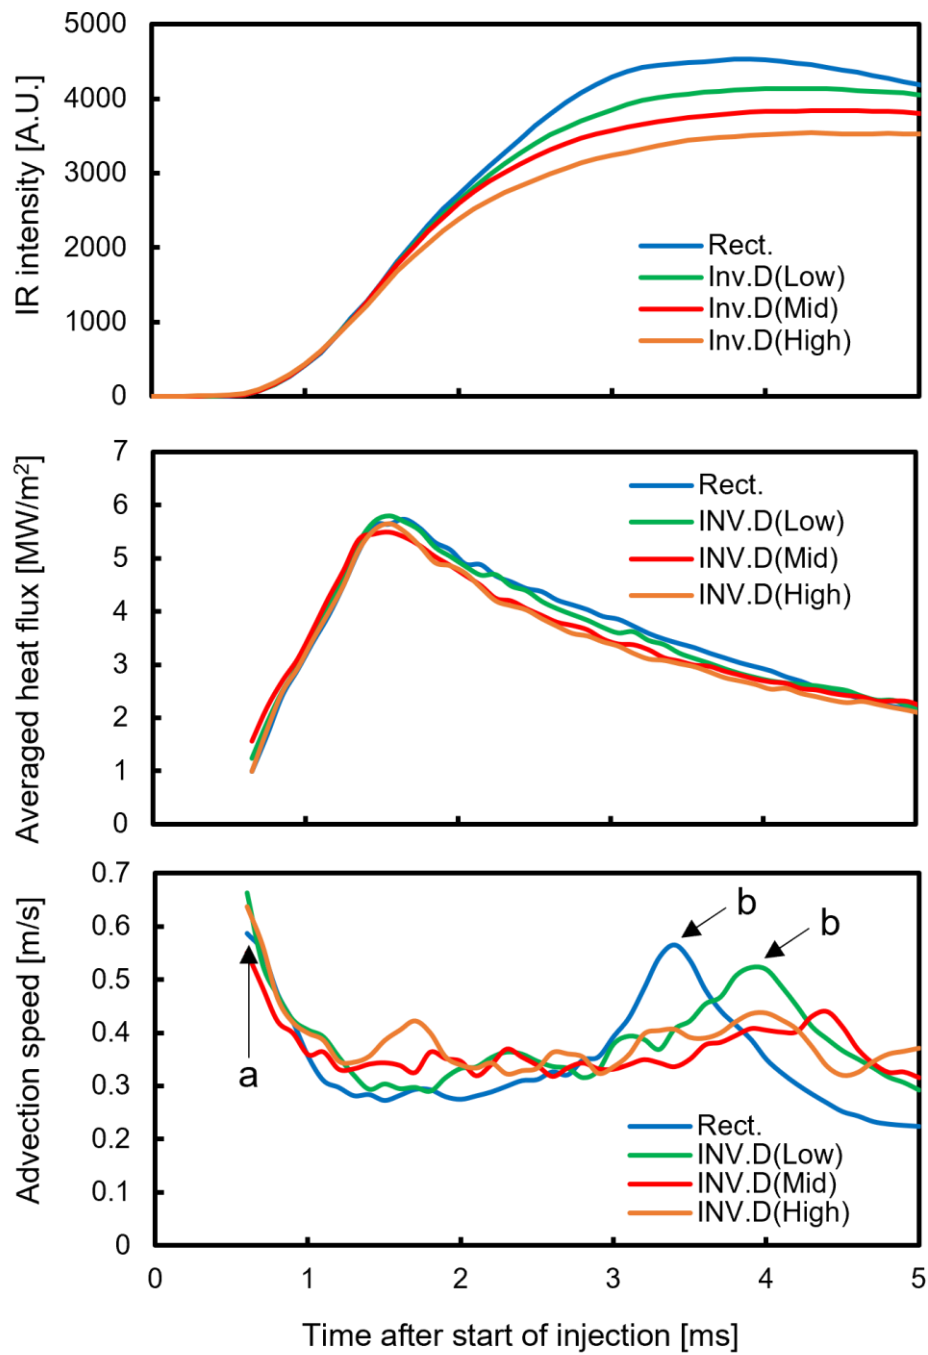 IR intensity [A.U.]
5000
4000
3000
2000
1000
0
Rect.
Inv.D(Low)
Inv.D(Mid)
Inv.D(High)
Averaged heat flux [MW/m²]
7
6
5
4
3
2
1
0
Rect.
INV.D(Low)
INV.D(Mid)
INV.D(High)
Advection speed [m/s]
0.7
0.6
0.5
0.4
0.3
0.2
0.1
0
a
b
b
Rect.
INV.D(Low)
INV.D(Mid)
INV.D(High)
0 1 2 3 4 5
Time after start of injection [ms]